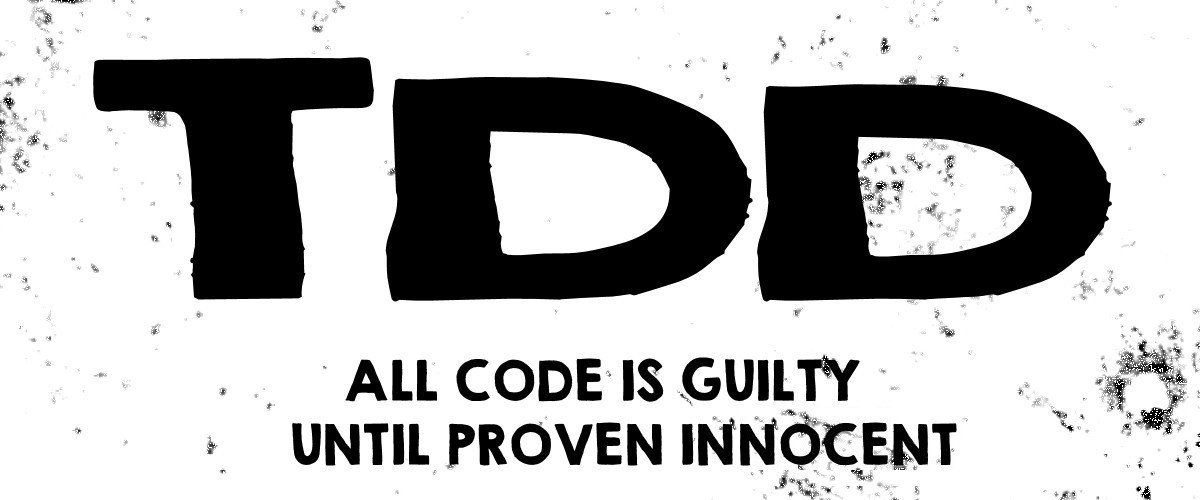 TDD
ALL CODE IS GUILTY
UNTIL PROVEN INNOCENT